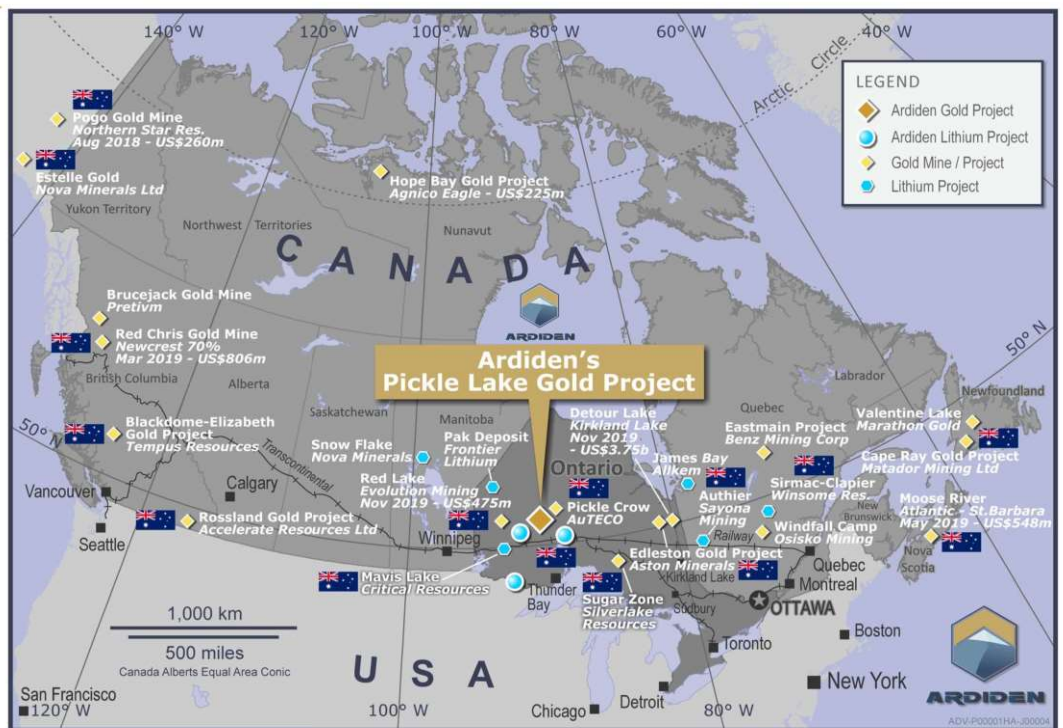 140° W
120° W
100° W
80° W
60° W
40° W
Arctic Circle
LEGEND
Ardiden Gold Project
Ardiden Lithium Project
Gold Mine / Project
Lithium Project
Pogo Gold Mine
Northern Star Res.
Aug 2018 - US$260m
Estelle Gold
Nova Minerals Ltd
Yukon Territory
Northwest Territories
Nunavut
Hope Bay Gold Project
Agnico Eagle - US$225m
CANADA
ARDIDEN
Brucejack Gold Mine
Pretivm
Red Chris Gold Mine
Newcrest 70%
Mar 2019 - US$806m
British Columbia
Alberta
Saskatchewan
Manitoba
Ardiden's
Pickle Lake Gold Project
50° N
Labrador
Newfoundland
Quebec
50° N
Blackdome-Elizabeth
Gold Project
Tempus Resources
Snow Flake
Nova Minerals
Pak Deposit
Frontier
Lithium
Red Lake
Evolution Mining
Nov 2019 - US$475m
Detour Lake
Kirkland Lake
Nov 2019
- US$3.75b
Ontario
James Bay
Allkem
Eastmain Project
Benz Mining Corp
Valentine Lake
Marathon Gold
Cape Ray Gold Project
Matador Mining Ltd
Sirmac-Clapier
Winsome Res.
Authier
Sayona
Mining
Moose River
Atlantic - St.Barbara
May 2019 - US$548m
New
Brunswick
Nova
Scotia
Windfall Camp
Osisko Mining
Pickle Crow
AuTECO
Transcontinental
Railway
Vancouver
Calgary
Seattle
Rossland Gold Project
Accelerate Resources Ltd
Winnipeg
Edleston Gold Project
Aston Minerals
Kirkland Lake
Quebec
Montreal
Mavis Lake
Critical Resources
Thunder
Bay
Sugar Zone
Silverlake
Resources
Sudbury
OTTAWA
Toronto
Boston
1,000 km
500 miles
Canada Alberts Equal Area Conic
USA
San Francisco
120° W
100° W
Chicago
Detroit
80° W
New York
ARDIDEN
ADV-P00001HA-J00004